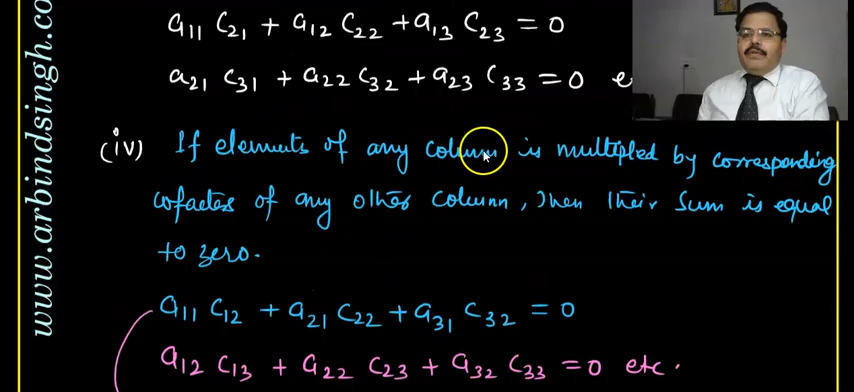 www.arbindsingh.co
a11 C21 + a12 C22 + a13 C23 = 0
a21 C31 + a22 C32 + a23 C33 = 0 e
(iv) If elements of any column is multipled by corresponding
cofactors of any other column, then their sum is equal
to zero.
a11 C12 + a21 C22 + a31 C32 = 0
a12 C13 + a22 C23 + a32 C33 = 0 etc.